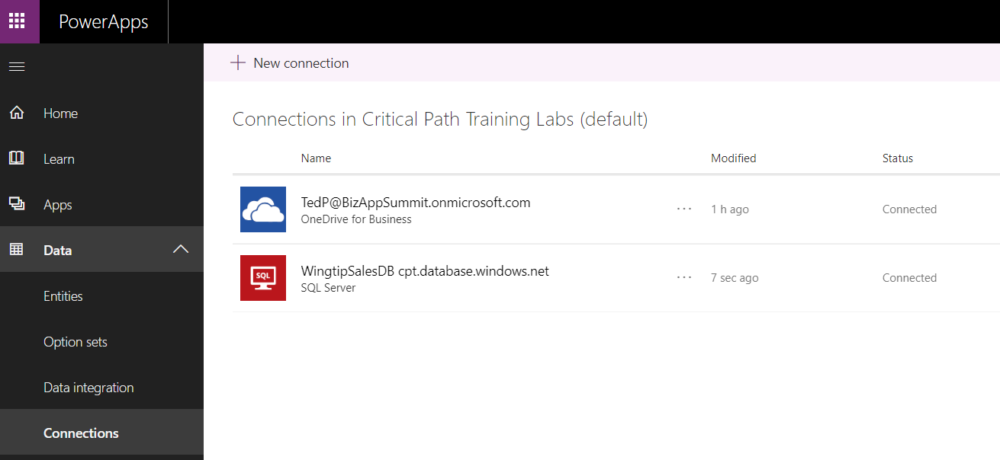 PowerApps
New connection
Home
Learn
Apps
Data
Entities
Option sets
Data integration
Connections
Connections in Critical Path Training Labs (default)
Name Modified Status
TedP@BizAppSummit.onmicrosoft.com
OneDrive for Business
... 1 h ago Connected
SQL
WingtipSalesDB cpt.database.windows.net
SQL Server
... 7 sec ago Connected